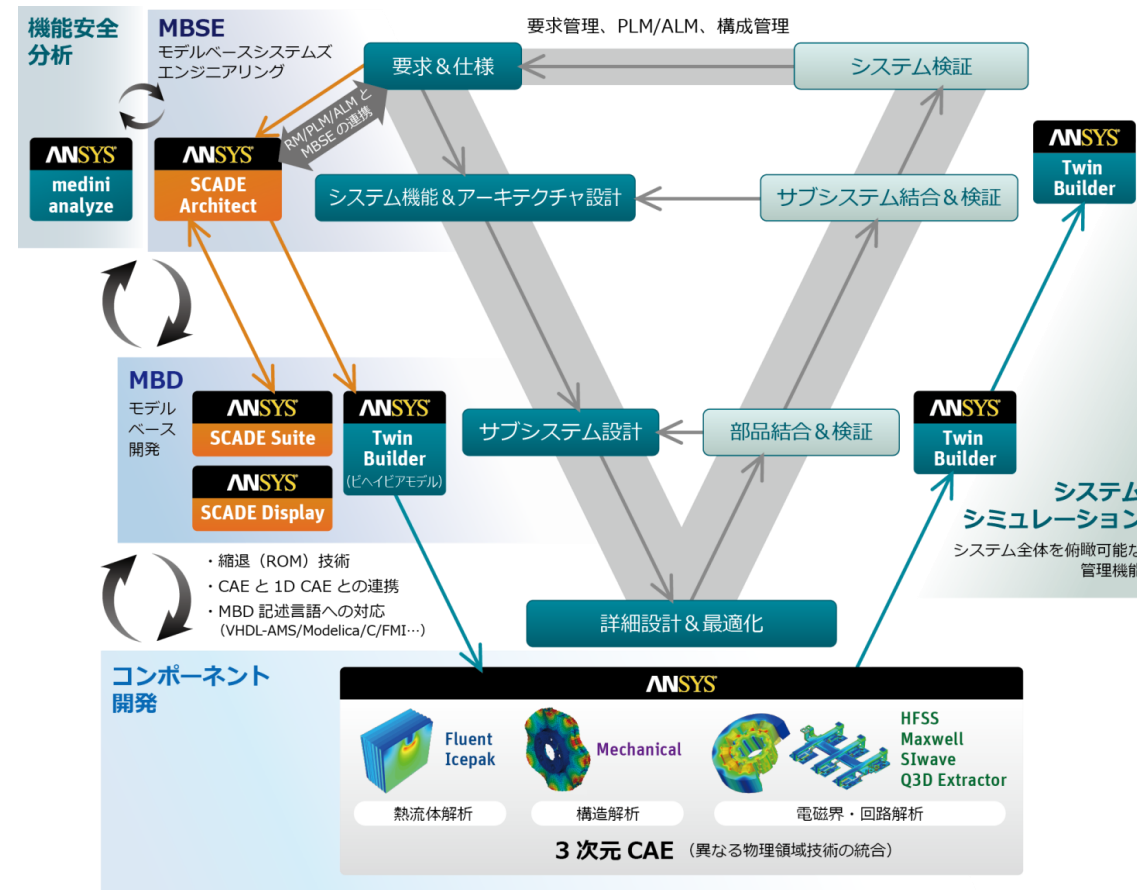 機能安全
分析
MBSE
モデルベースシステムズ
エンジニアリング
要求管理、PLM/ALM、構成管理
要求＆仕様
システム検証
RM/PLM/ALM と
MBSE の連携
ANSYS
medini
analyze
ANSYS
SCADE
Architect
システム機能＆アーキテクチャ設計
サブシステム結合＆検証
ANSYS
Twin
Builder
MBD
モデル
ベース
開発
ANSYS
SCADE Suite
ANSYS
SCADE Display
ANSYS
Twin
Builder
(ビヘイビアモデル)
サブシステム設計
部品結合＆検証
ANSYS
Twin
Builder
システム
シミュレーション
システム全体を俯瞰可能な
管理機能
・縮退（ROM）技術
・CAE と 1D CAE との連携
・MBD 記述言語への対応
（VHDL-AMS/Modelica/C/FMI…）
詳細設計＆最適化
コンポーネント
開発
ANSYS
Fluent
Icepak
Mechanical
HFSS
Maxwell
SIwave
Q3D Extractor
熱流体解析
構造解析
電磁界・回路解析
3 次元 CAE （異なる物理領域技術の統合）